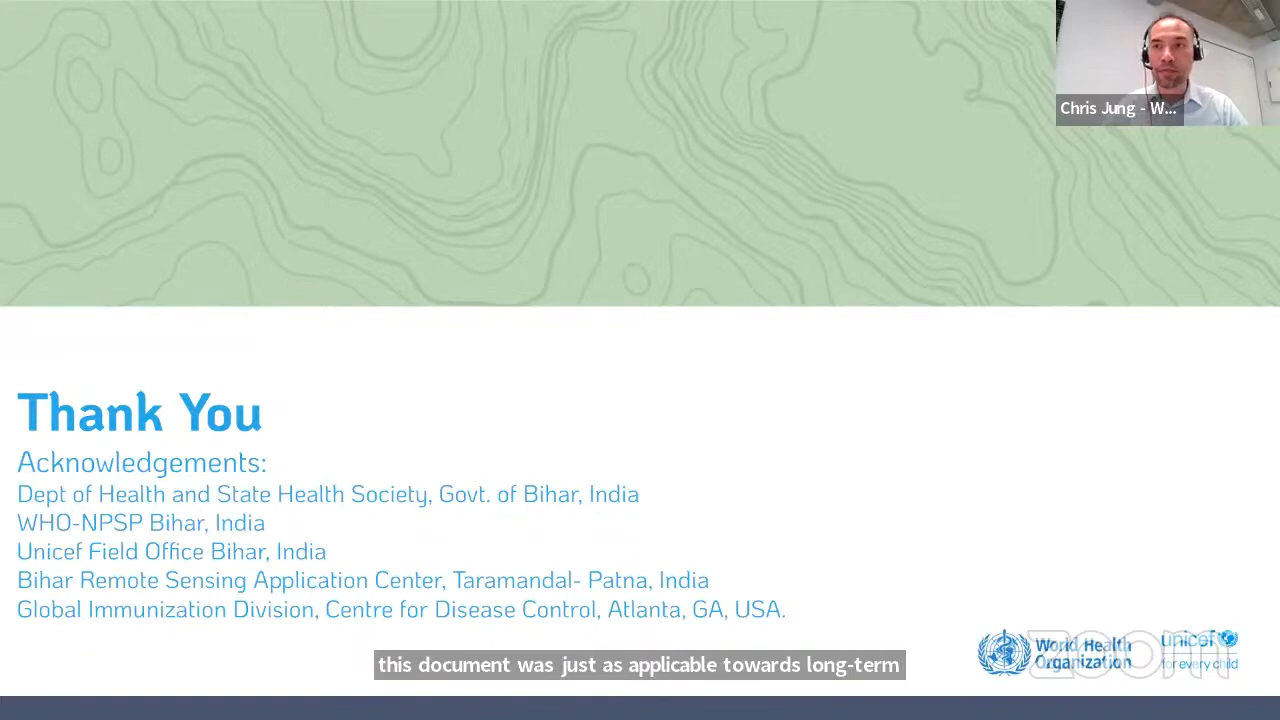 Chris Jung - W...
Thank You
Acknowledgements:
Dept of Health and State Health Society, Govt. of Bihar, India
WHO-NPSP Bihar, India
Unicef Field Office Bihar, India
Bihar Remote Sensing Application Center, Taramandal- Patna, India
Global Immunization Division, Centre for Disease Control, Atlanta, GA, USA.
this document was just as applicable towards long-term
World Health
Organization
unicef
for every child
zoom